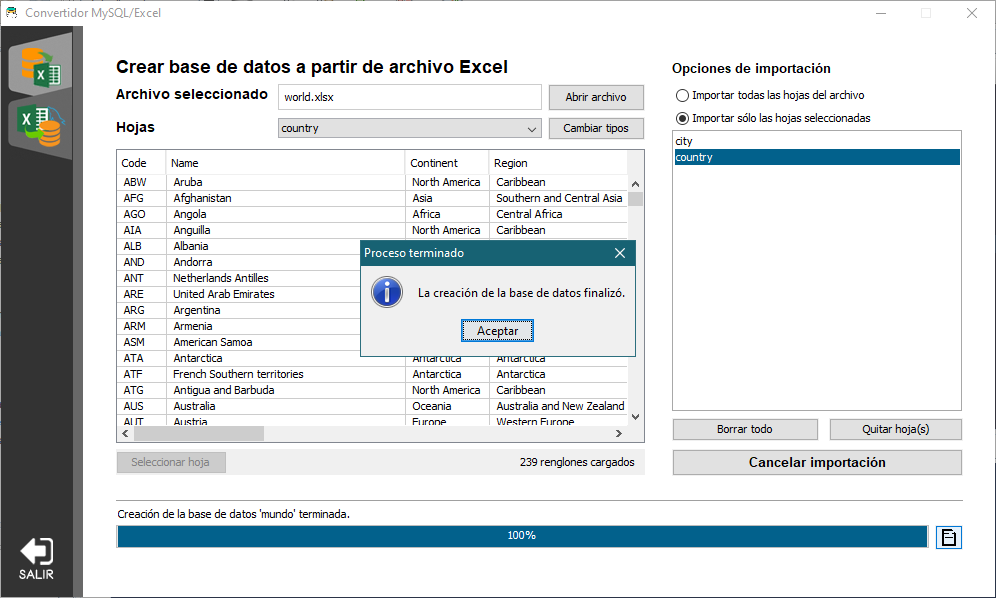 Convertidor MySQL/Excel
Crear base de datos a partir de archivo Excel
Archivo seleccionado world.xlsx Abrir archivo
Hojas country Cambiar tipos
Code Name Continent Region
ABW Aruba North America Caribbean
AFG Afghanistan Asia Southern and Central Asia
AGO Angola Africa Central Africa
AIA Anguilla North America Caribbean
ALB Albania
AND Andorra
ANT Netherlands Antilles
ARE United Arab Emirates
ARG Argentina
ARM Armenia
ASM American Samoa
ATA Antarctica Antarctica Antarctica
ATF French Southern territories Antarctica Antarctica
ATG Antigua and Barbuda North America Caribbean
AUS Australia Oceania Australia and New Zealand
AUT Austria Europe Western Europe
Seleccionar hoja 239 renglones cargados
Proceso terminado
La creación de la base de datos finalizó.
Aceptar
Opciones de importación
Importar todas las hojas del archivo
Importar sólo las hojas seleccionadas
city
country
Borrar todo Quitar hoja(s)
Cancelar importación
Creación de la base de datos 'mundo' terminada.
100%
SALIR